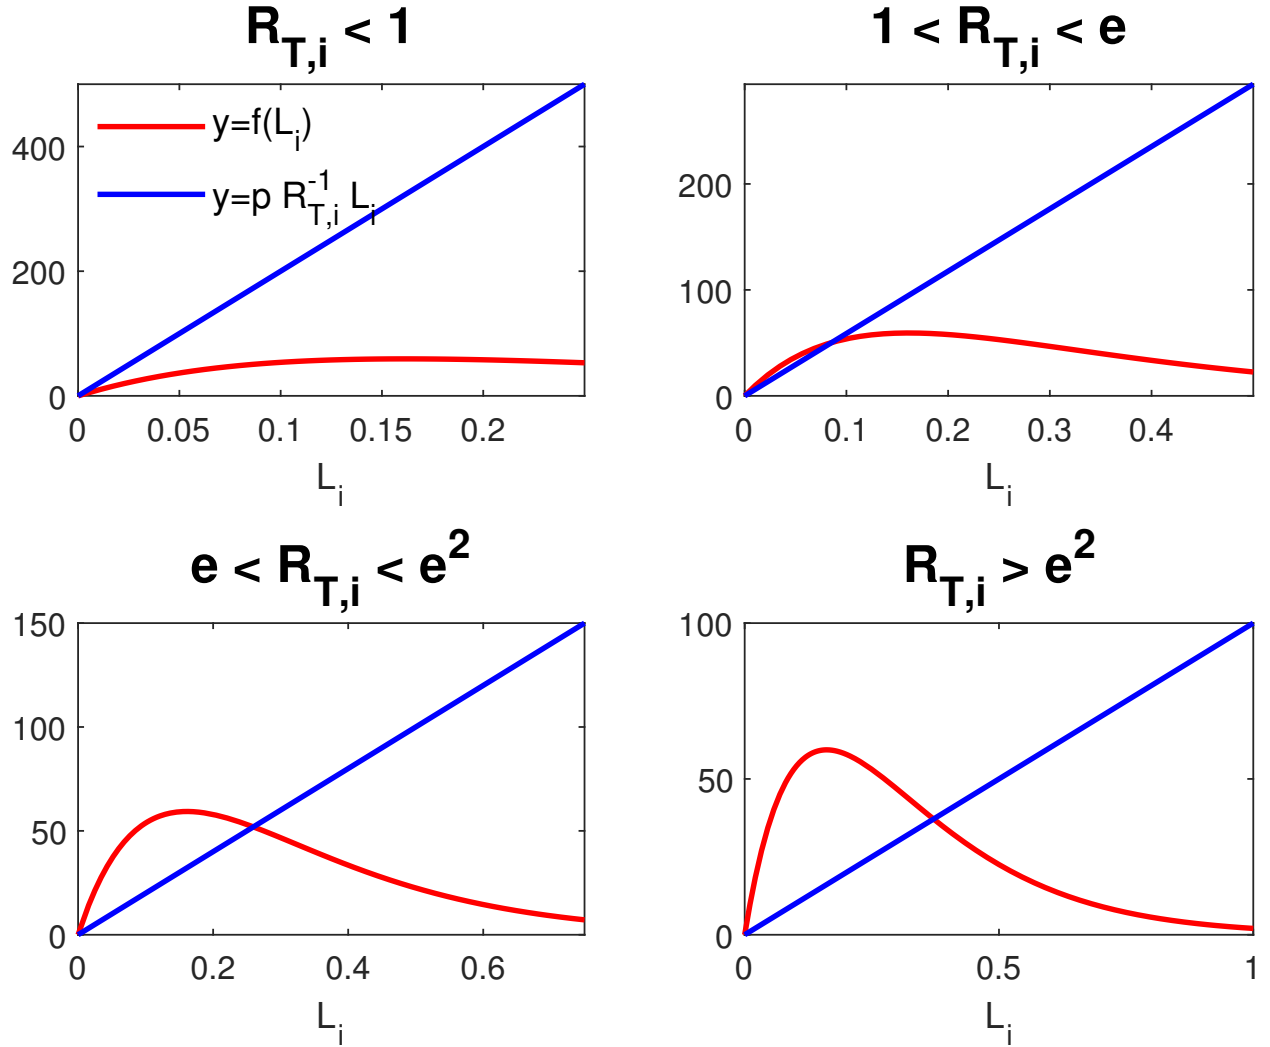 R_{T,i} < 1
400
200
0
y=f(L_i)
y=p R_{T,i}^{-1} L_i
0 0.05 0.1 0.15 0.2
L_i
1 < R_{T,i} < e
200
100
0
0 0.1 0.2 0.3 0.4
L_i
e < R_{T,i} < e^2
150
100
50
0
0 0.2 0.4 0.6
L_i
R_{T,i} > e^2
100
50
0
0 0.5 1
L_i